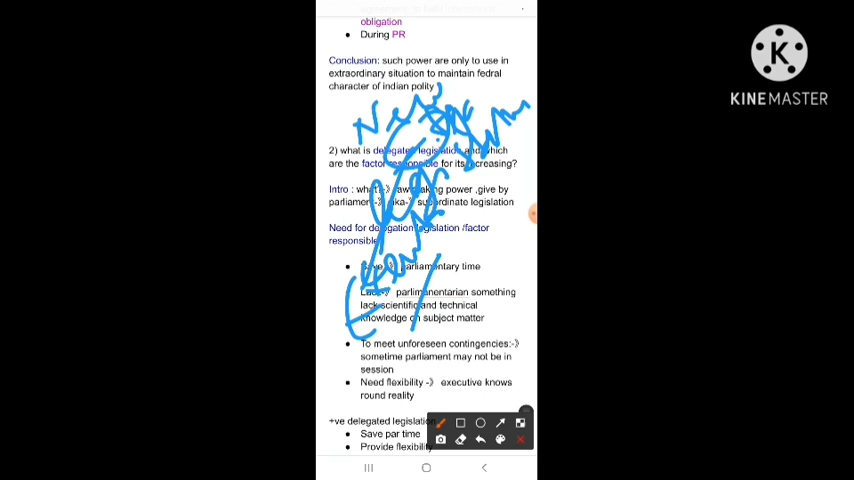 obligation
During PR
Conclusion: such power are only to use in
extraordinary situation to maintain fedral
character of indian polity
2) what is delegated legislation and which
are the factor responsible for its increasing?
Intro : what-》 law making power ,give by
parliament-》 aka-》 subordinate legislation
Need for delegation legislation /factor
responsible
Save-》 parliamentary time
Lack-》 parlimanentarian something
lack scientific and technical
knowledge on subject matter
To meet unforeseen contingencies:-》
sometime parliament may not be in
session
Need flexibility -》 executive knows
round reality
+ve delegated legislation
Save par time
Provide flexibility
K
KINEMASTER